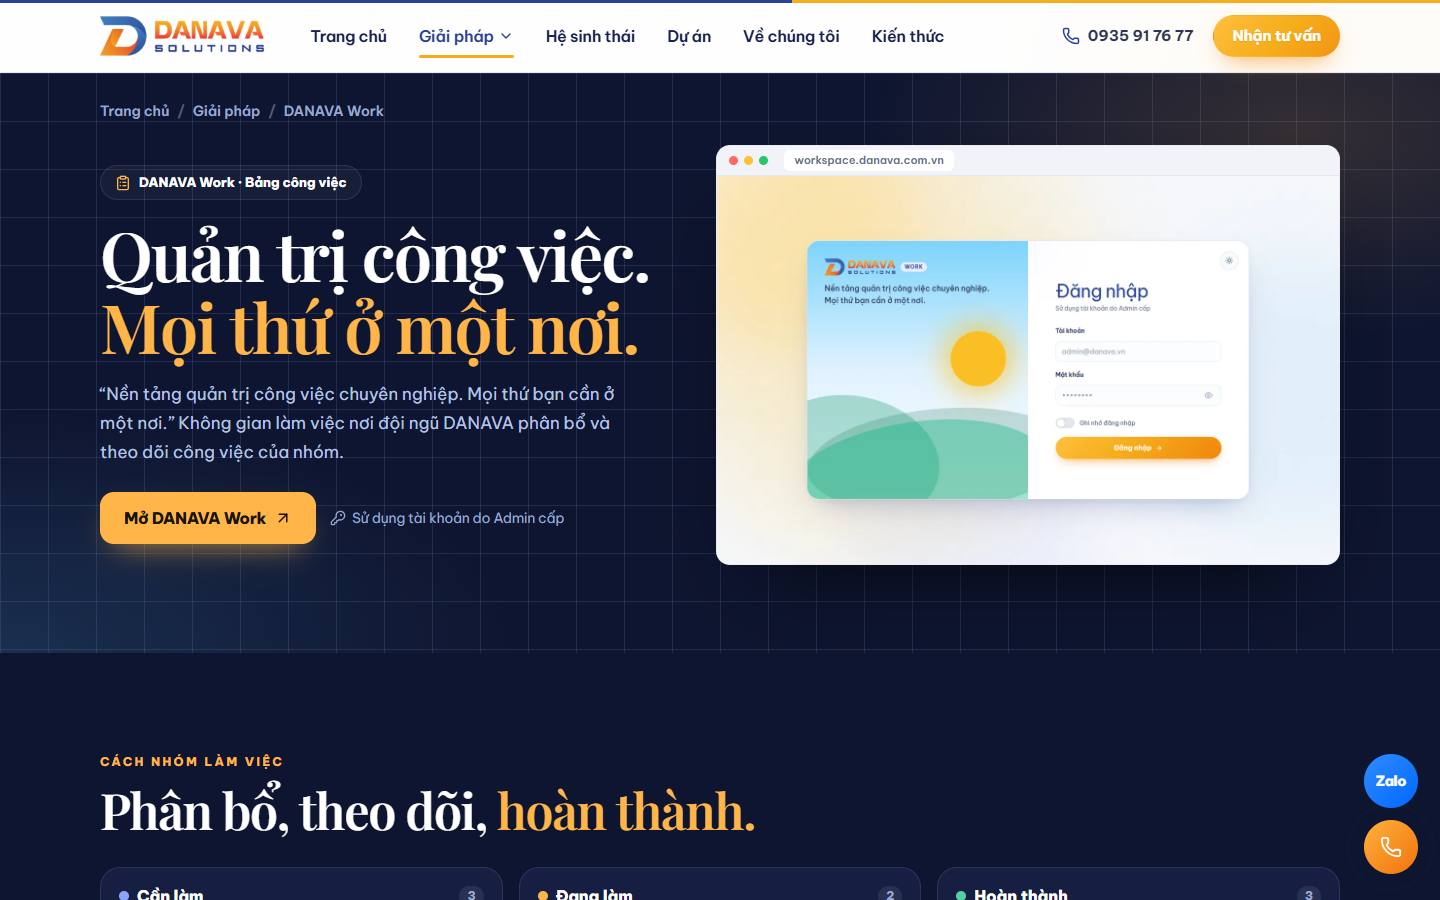 DANAVA
SOLUTIONS
Trang chủ
Giải pháp
Hệ sinh thái
Dự án
Về chúng tôi
Kiến thức
0935 91 76 77
Nhận tư vấn
Trang chủ / Giải pháp / DANAVA Work
DANAVA Work · Bảng công việc
Quản trị công việc.
Mọi thứ ở một nơi.
“Nền tảng quản trị công việc chuyên nghiệp. Mọi thứ bạn cần ở
một nơi.” Không gian làm việc nơi đội ngũ DANAVA phân bổ và
theo dõi công việc của nhóm.
Mở DANAVA Work
Sử dụng tài khoản do Admin cấp
workspace.danava.com.vn
DANAVA
SOLUTIONS
WORK
Nền tảng quản trị công việc chuyên nghiệp.
Mọi thứ bạn cần ở một nơi.
Đăng nhập
Sử dụng tài khoản do Admin cấp
Tài khoản
admin@danava.vn
Mật khẩu
Ghi nhớ đăng nhập
Đăng nhập →
CÁCH NHÓM LÀM VIỆC
Phân bổ, theo dõi, hoàn thành.
Cần làm
3
Đang làm
2
Hoàn thành
3
Zalo